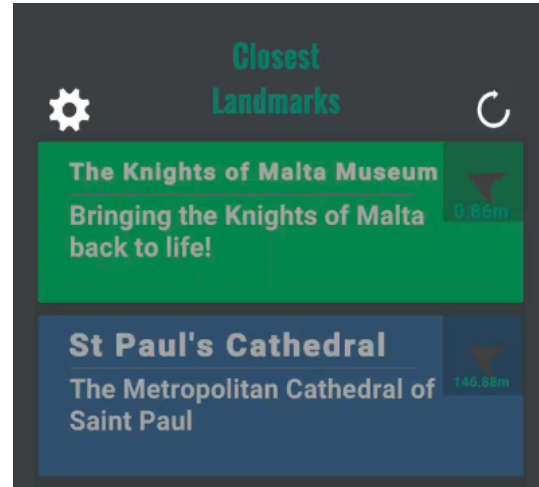 Closest
Landmarks
The Knights of Malta Museum
0.86m
Bringing the Knights of Malta
back to life!
St Paul's Cathedral
146.88m
The Metropolitan Cathedral of
Saint Paul